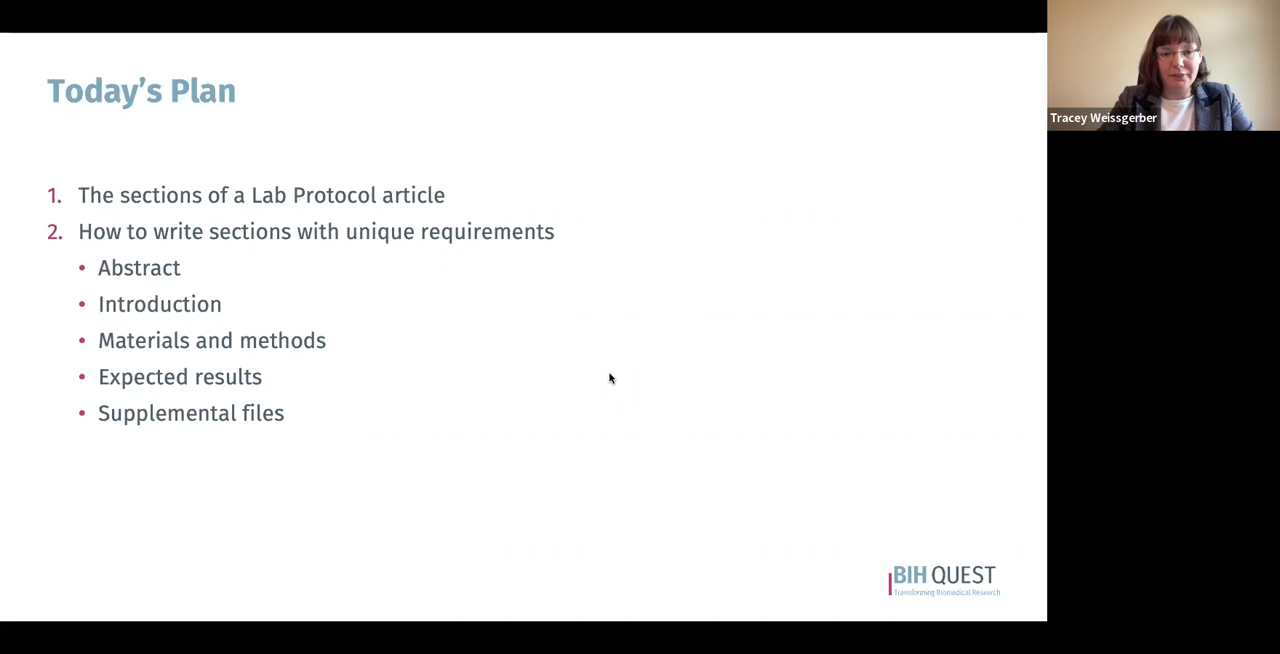 Today's Plan
1. The sections of a Lab Protocol article
2. How to write sections with unique requirements
• Abstract
• Introduction
• Materials and methods
• Expected results
• Supplemental files
BIH QUEST
Transforming Biomedical Research
Tracey Weissgerber